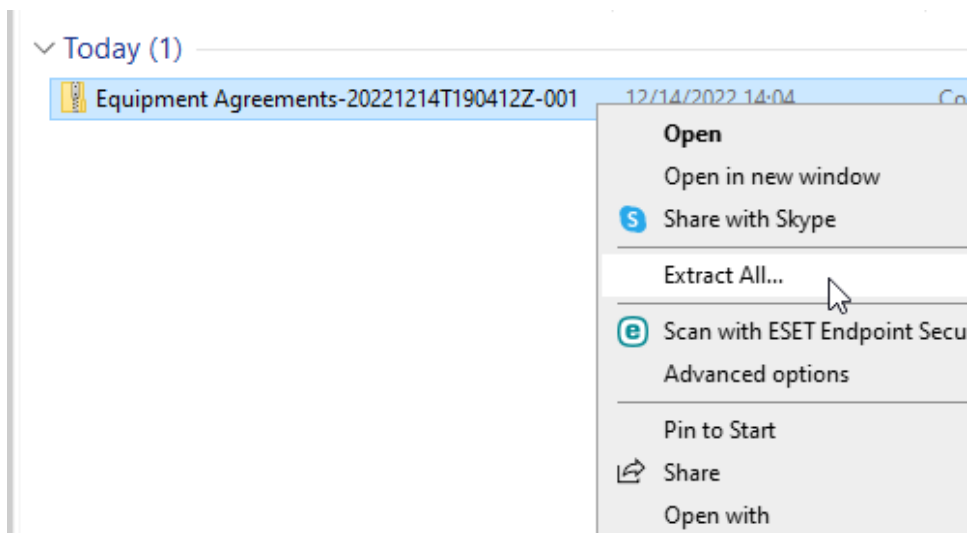 Today (1)
Equipment Agreements-20221214T190412Z-001 12/14/2022 14:04 Co
Open
Open in new window
Share with Skype
Extract All...
Scan with ESET Endpoint Secu
Advanced options
Pin to Start
Share
Open with